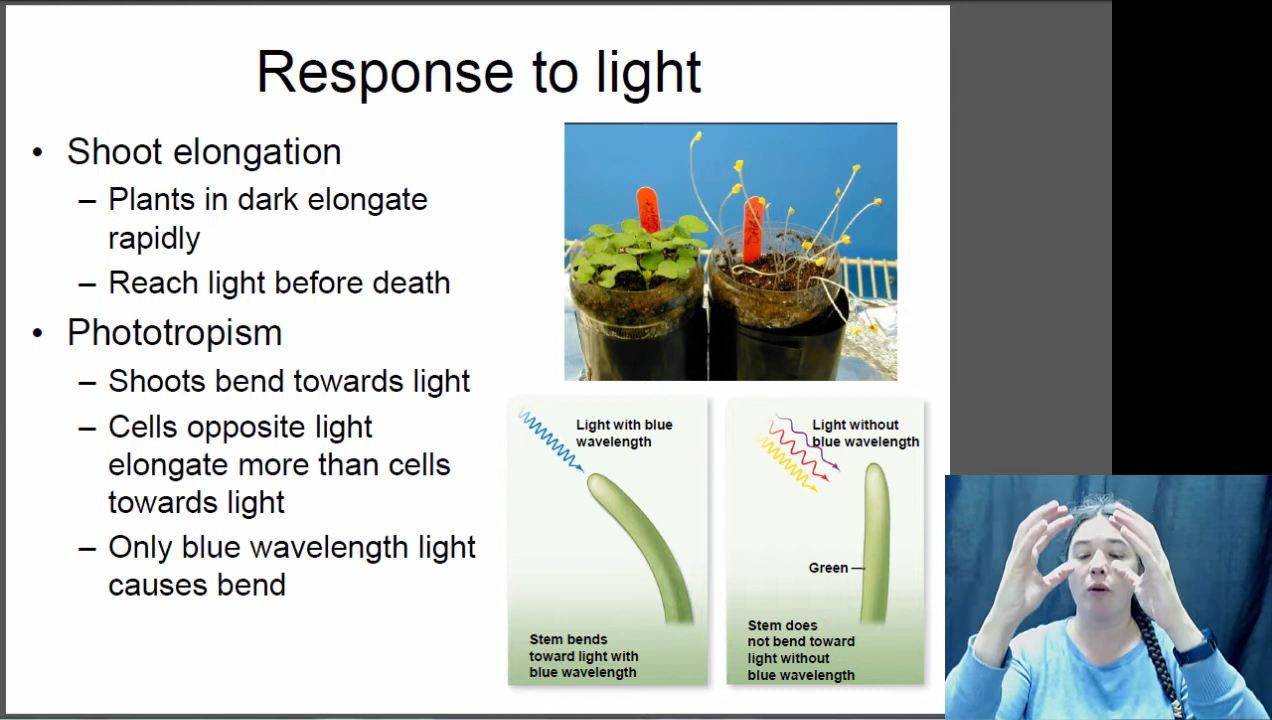 Response to light
• Shoot elongation
– Plants in dark elongate
rapidly
– Reach light before death
• Phototropism
– Shoots bend towards light
– Cells opposite light
elongate more than cells
towards light
– Only blue wavelength light
causes bend
Light with blue
wavelength
Stem bends
toward light with
blue wavelength
Light without
blue wavelength
Green
Stem does
not bend toward
light without
blue wavelength